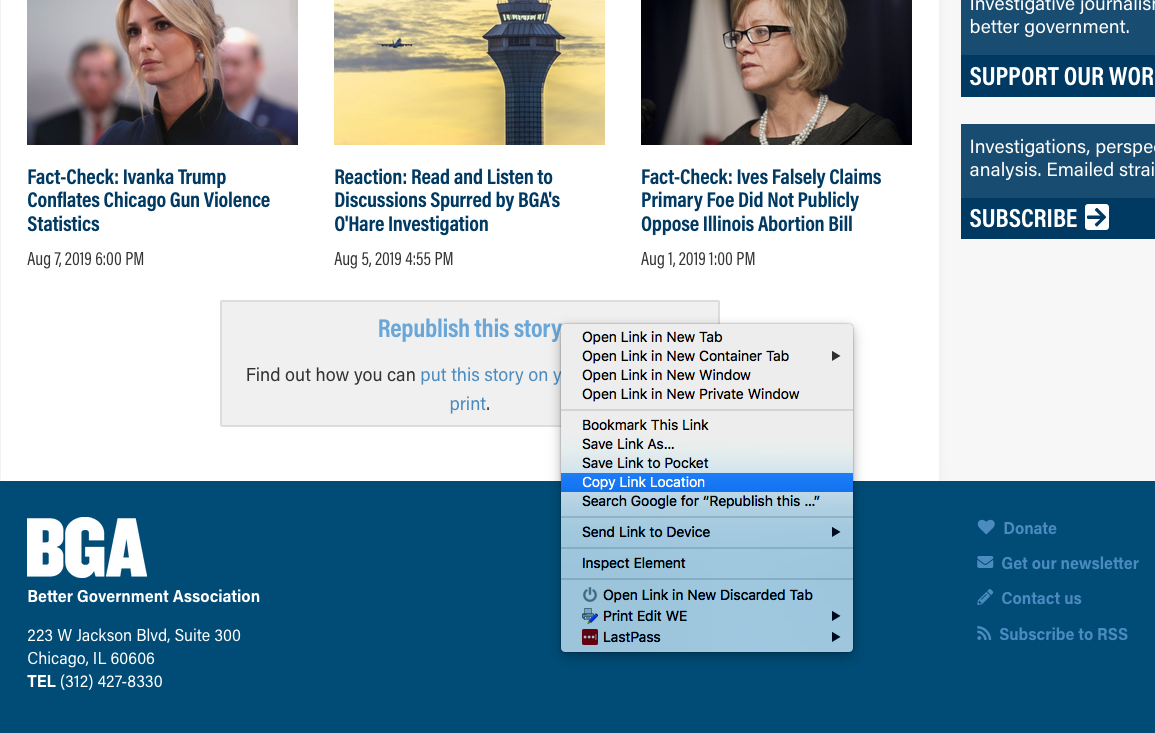 Investigative journalis
better government.
SUPPORT OUR WOR
Investigations, perspe
analysis. Emailed strai
SUBSCRIBE
Fact-Check: Ivanka Trump
Conflates Chicago Gun Violence
Statistics
Aug 7, 2019 6:00 PM
Reaction: Read and Listen to
Discussions Spurred by BGA's
O'Hare Investigation
Aug 5, 2019 4:55 PM
Fact-Check: Ives Falsely Claims
Primary Foe Did Not Publicly
Oppose Illinois Abortion Bill
Aug 1, 2019 1:00 PM
Republish this story
Find out how you can put this story on y
print.
Open Link in New Tab
Open Link in New Container Tab
Open Link in New Window
Open Link in New Private Window
Bookmark This Link
Save Link As...
Save Link to Pocket
Copy Link Location
Search Google for “Republish this ...”
Send Link to Device
Inspect Element
Open Link in New Discarded Tab
Print Edit WE
LastPass
BGA
Better Government Association
223 W Jackson Blvd, Suite 300
Chicago, IL 60606
TEL (312) 427-8330
Donate
Get our newsletter
Contact us
Subscribe to RSS